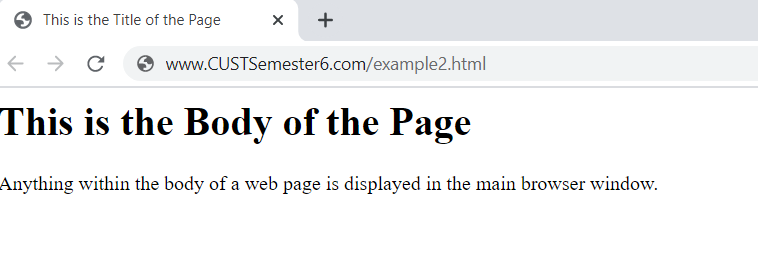 This is the Title of the Page
www.CUSTSemester6.com/example2.html
This is the Body of the Page
Anything within the body of a web page is displayed in the main browser window.